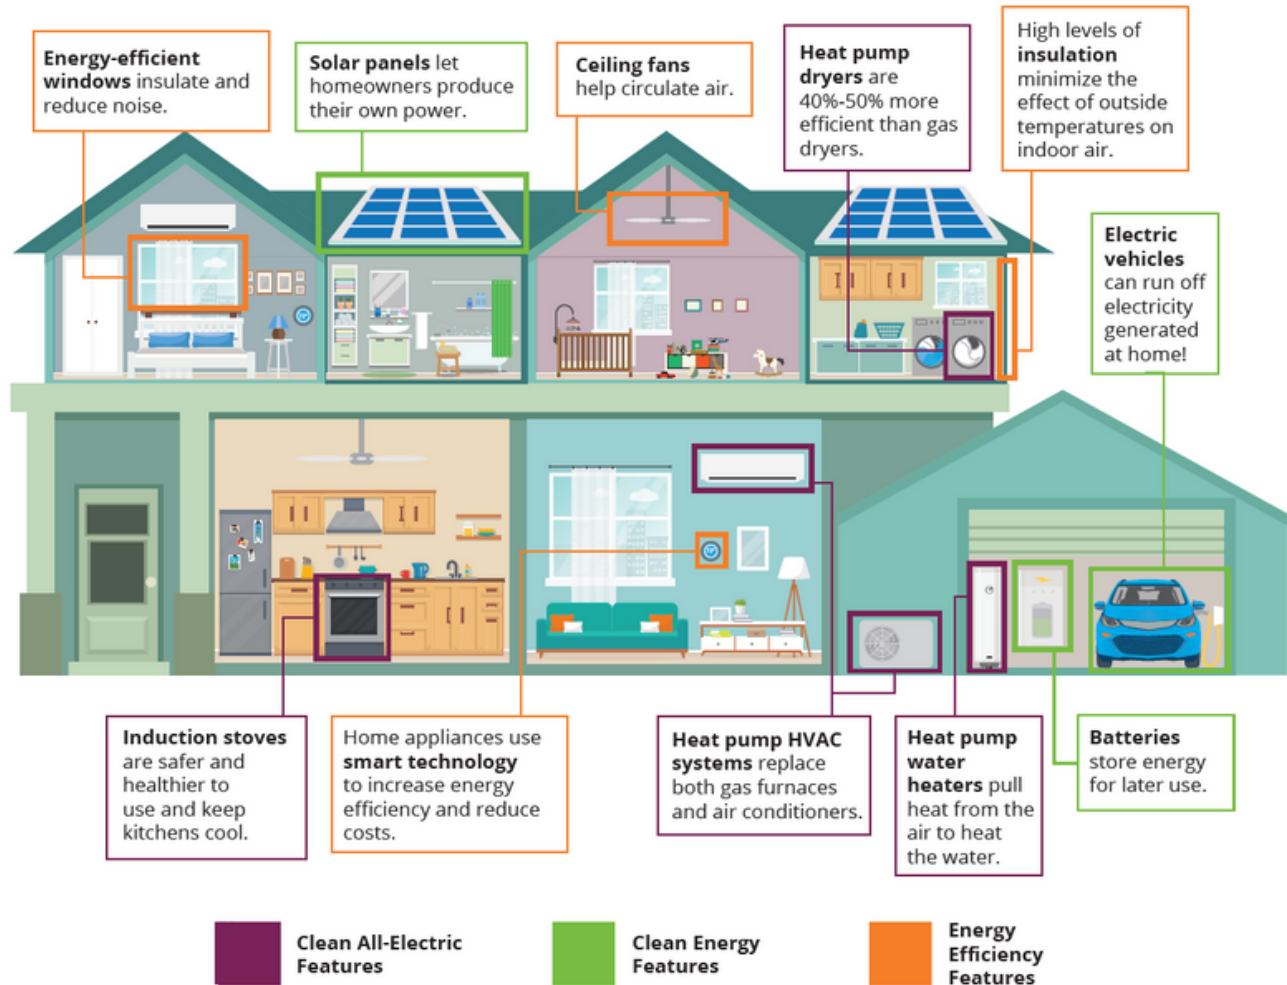 Energy-efficient
windows insulate and
reduce noise.
Solar panels let
homeowners produce
their own power.
Ceiling fans
help circulate air.
Heat pump
dryers are
40%-50% more
efficient than gas
dryers.
High levels of
insulation
minimize the
effect of outside
temperatures on
indoor air.
Electric
vehicles
can run off
electricity
generated
at home!
Induction stoves
are safer and
healthier to
use and keep
kitchens cool.
Home appliances use
smart technology
to increase energy
efficiency and reduce
costs.
Heat pump HVAC
systems replace
both gas furnaces
and air conditioners.
Heat pump
water
heaters pull
heat from the
air to heat
the water.
Batteries
store energy
for later use.
Clean All-Electric
Features
Clean Energy
Features
Energy
Efficiency
Features